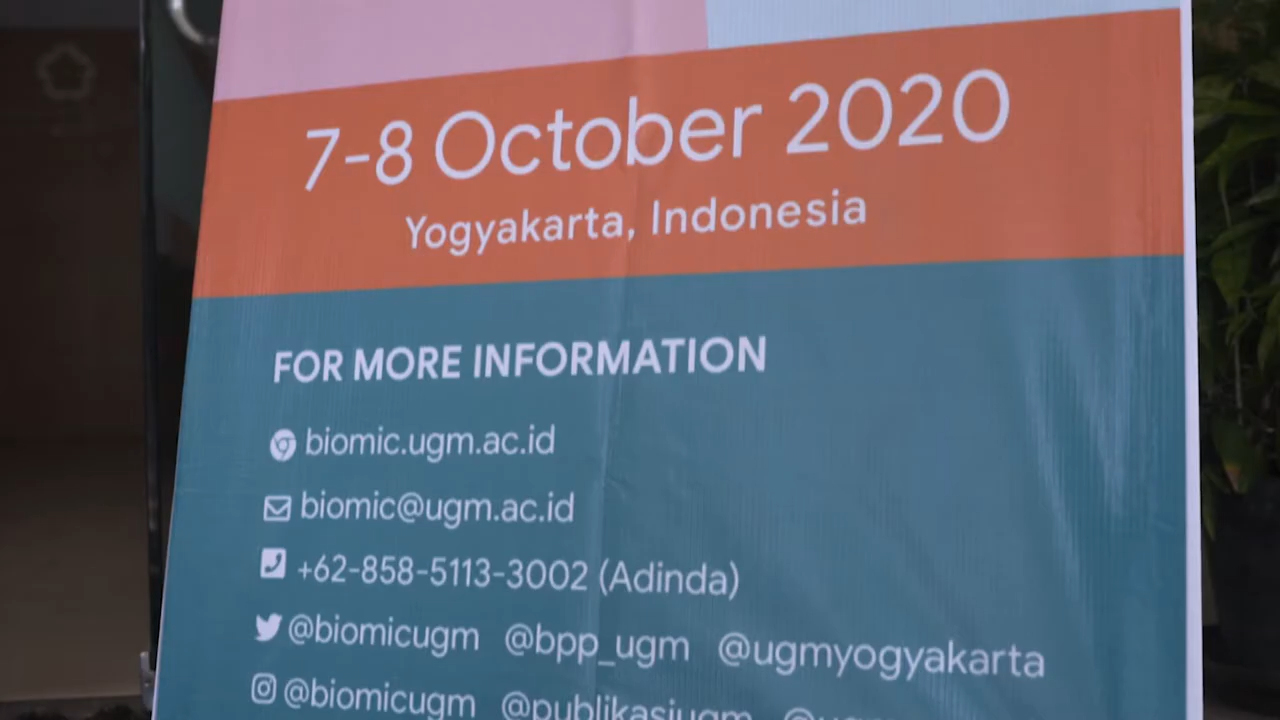 7-8 October 2020
Yogyakarta, Indonesia
FOR MORE INFORMATION
biomic.ugm.ac.id
biomic@ugm.ac.id
+62-858-5113-3002 (Adinda)
@biomicugm @bpp_ugm @ugmyogyakarta
@biomicugm @publikasiugm